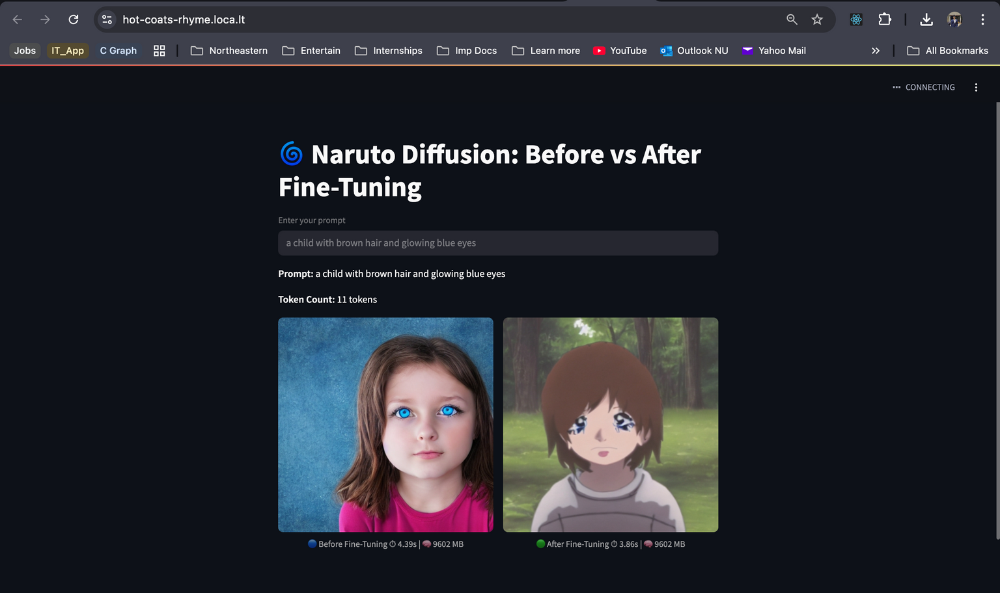 hot-coats-rhyme.loca.lt
Jobs IT_App C Graph Northeastern Entertain Internships Imp Docs Learn more YouTube Outlook NU Yahoo Mail » All Bookmarks
CONNECTING
Naruto Diffusion: Before vs After
Fine-Tuning
Enter your prompt
a child with brown hair and glowing blue eyes
Prompt: a child with brown hair and glowing blue eyes
Token Count: 11 tokens
🔵 Before Fine-Tuning ⏱ 4.39s | 🧠 9602 MB
🟢 After Fine-Tuning ⏱ 3.86s | 🧠 9602 MB